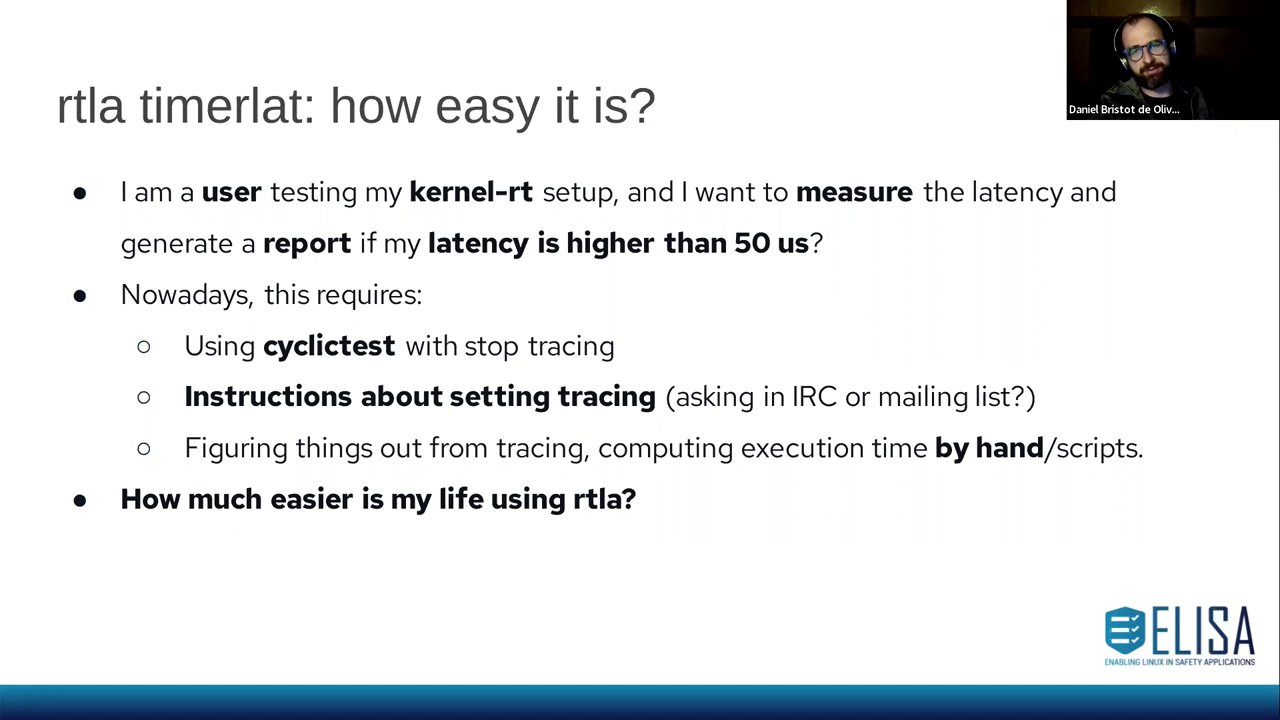 Daniel Bristot de Oliv...
rtla timerlat: how easy it is?
● I am a user testing my kernel-rt setup, and I want to measure the latency and
generate a report if my latency is higher than 50 us?
● Nowadays, this requires:
○ Using cyclictest with stop tracing
○ Instructions about setting tracing (asking in IRC or mailing list?)
○ Figuring things out from tracing, computing execution time by hand/scripts.
● How much easier is my life using rtla?
ELISA
ENABLING LINUX IN SAFETY APPLICATIONS